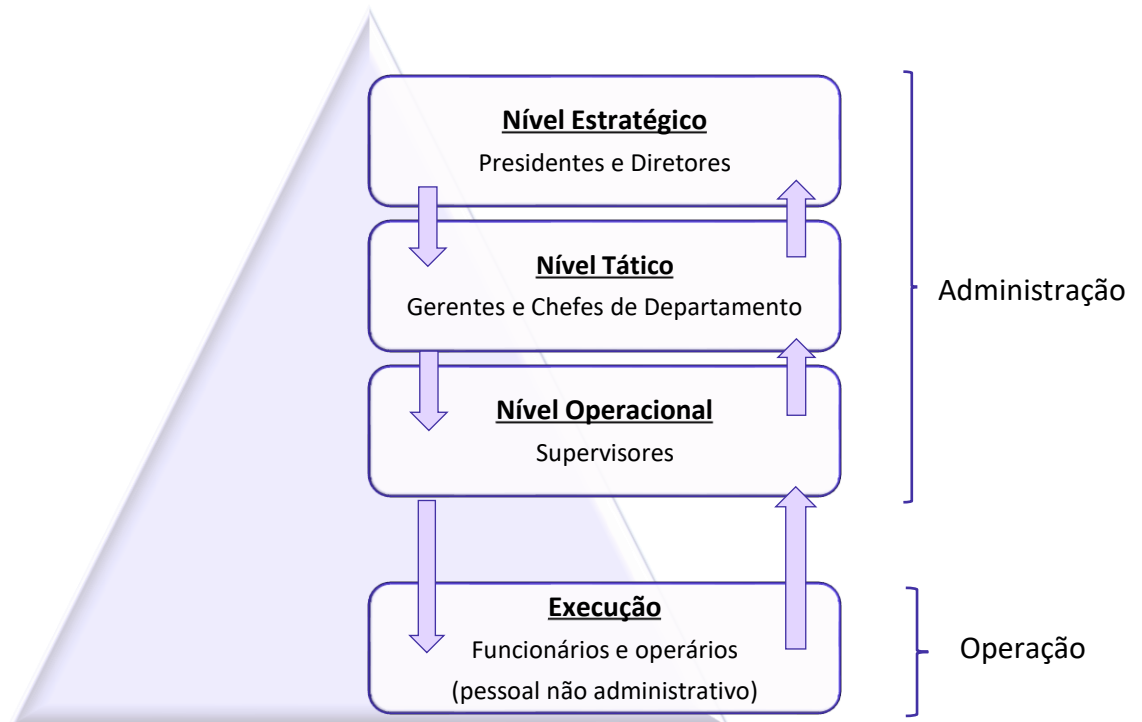 Nível Estratégico
Presidentes e Diretores
Nível Tático
Gerentes e Chefes de Departamento
Administração
Nível Operacional
Supervisores
Execução
Funcionários e operários
(pessoal não administrativo)
Operação